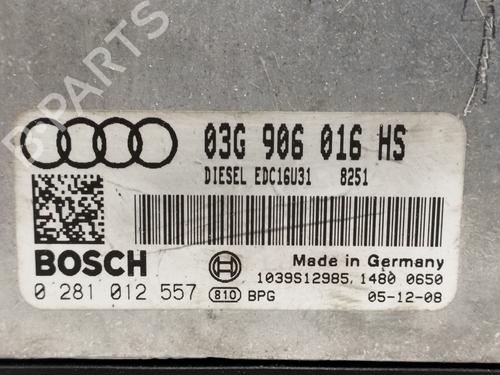 B-PARTS
03G 906 016 HS
DIESEL EDC16U31 8251
BOSCH
Made in Germany
1039S12985,1480 0650
0 281 012 557 810 BPG 05-12-08